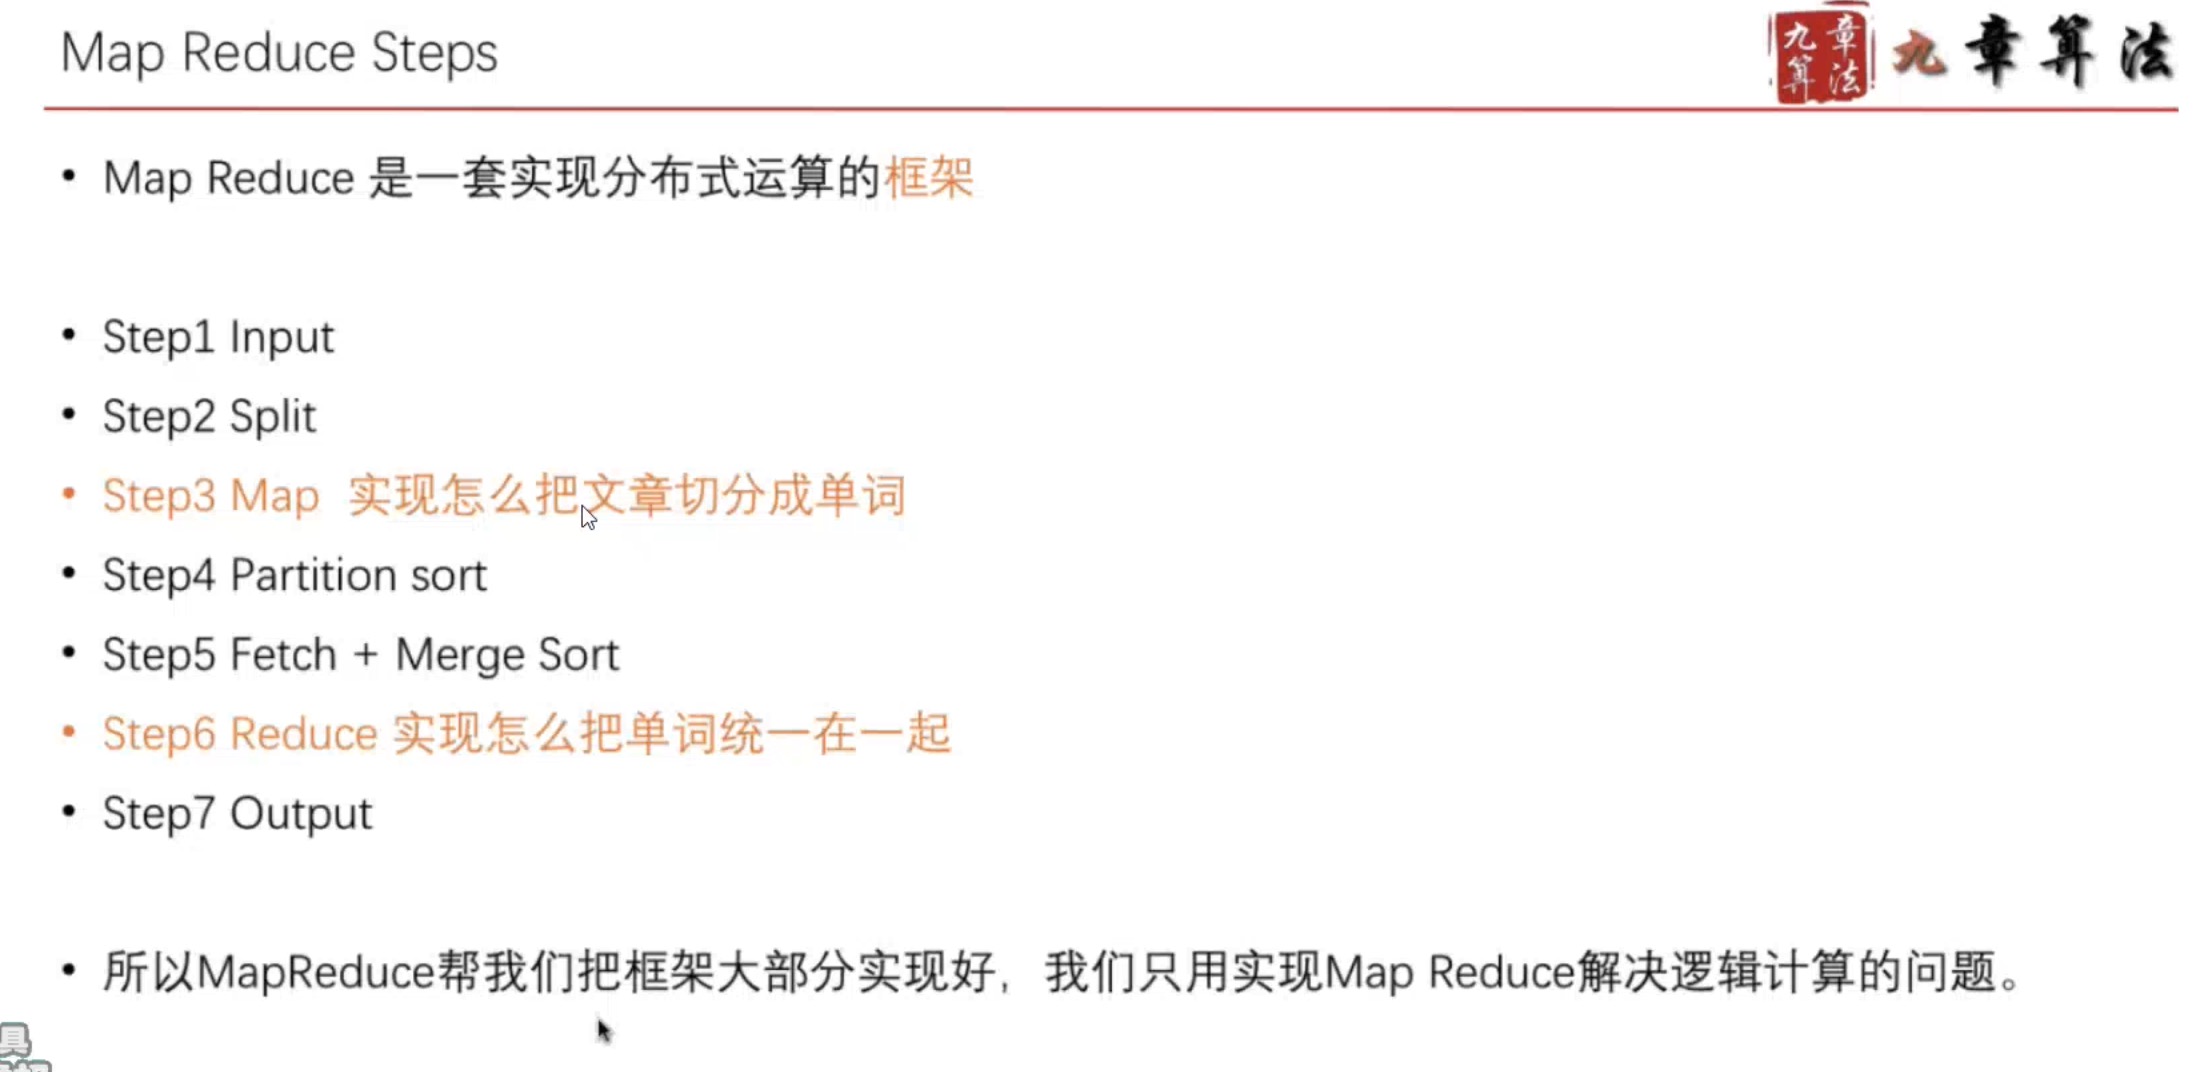 Map Reduce Steps
九章算法
九章算法
• Map Reduce 是一套实现分布式运算的框架
• Step1 Input
• Step2 Split
• Step3 Map 实现怎么把文章切分成单词
• Step4 Partition sort
• Step5 Fetch + Merge Sort
• Step6 Reduce 实现怎么把单词统一在一起
• Step7 Output
• 所以MapReduce帮我们把框架大部分实现好，我们只用实现Map Reduce解决逻辑计算的问题。
具